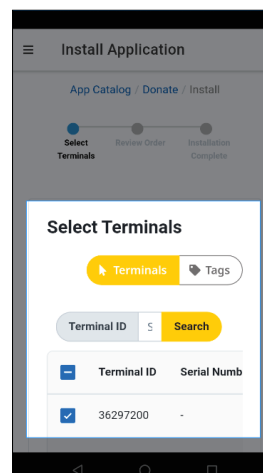 Install Application
App Catalog / Donate / Install
Select Terminals
Review Order
Installation Complete
Select Terminals
Terminals
Tags
Terminal ID
S
Search
Terminal ID Serial Numb
36297200 -